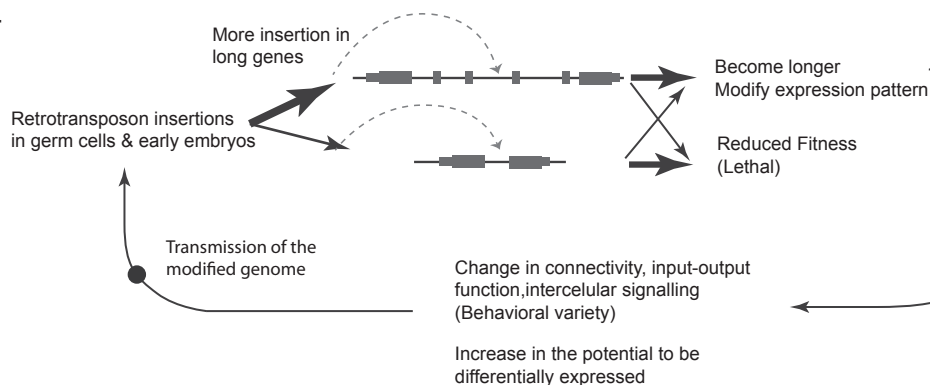 More insertion in
long genes
Become longer
Modify expression pattern
Retrotransposon insertions
in germ cells & early embryos
Reduced Fitness
(Lethal)
Transmission of the
modified genome
Change in connectivity, input-output
function,intercelular signalling
(Behavioral variety)
Increase in the potential to be
differentially expressed